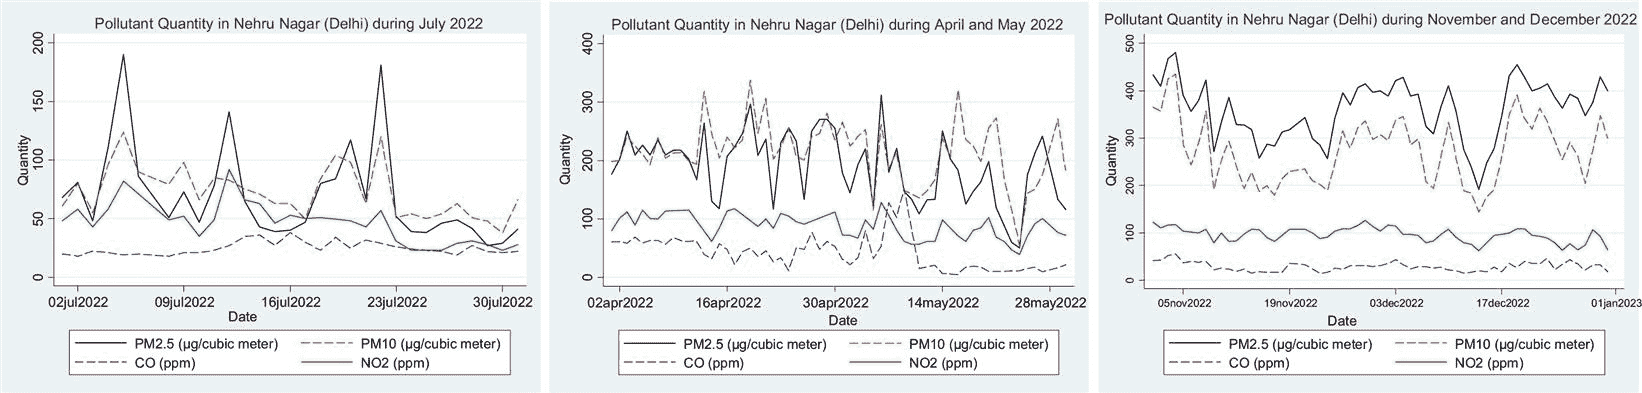 Pollutant Quantity in Nehru Nagar (Delhi) during July 2022
200
150
100
50
0
Quantity
02jul2022 09jul2022 16jul2022 23jul2022 30jul2022
Date
PM2.5 (µg/cubic meter) PM10 (µg/cubic meter)
CO (ppm) NO2 (ppm)
Pollutant Quantity in Nehru Nagar (Delhi) during April and May 2022
400
300
200
100
0
Quantity
02apr2022 16apr2022 30apr2022 14may2022 28may2022
Date
PM2.5 (µg/cubic meter) PM10 (µg/cubic meter)
CO (ppm) NO2 (ppm)
Pollutant Quantity in Nehru Nagar (Delhi) during November and December 2022
500
400
300
200
100
0
Quantity
05nov2022 19nov2022 03dec2022 17dec2022 01jan2023
Date
PM2.5 (µg/cubic meter) PM10 (µg/cubic meter)
CO (ppm) NO2 (ppm)